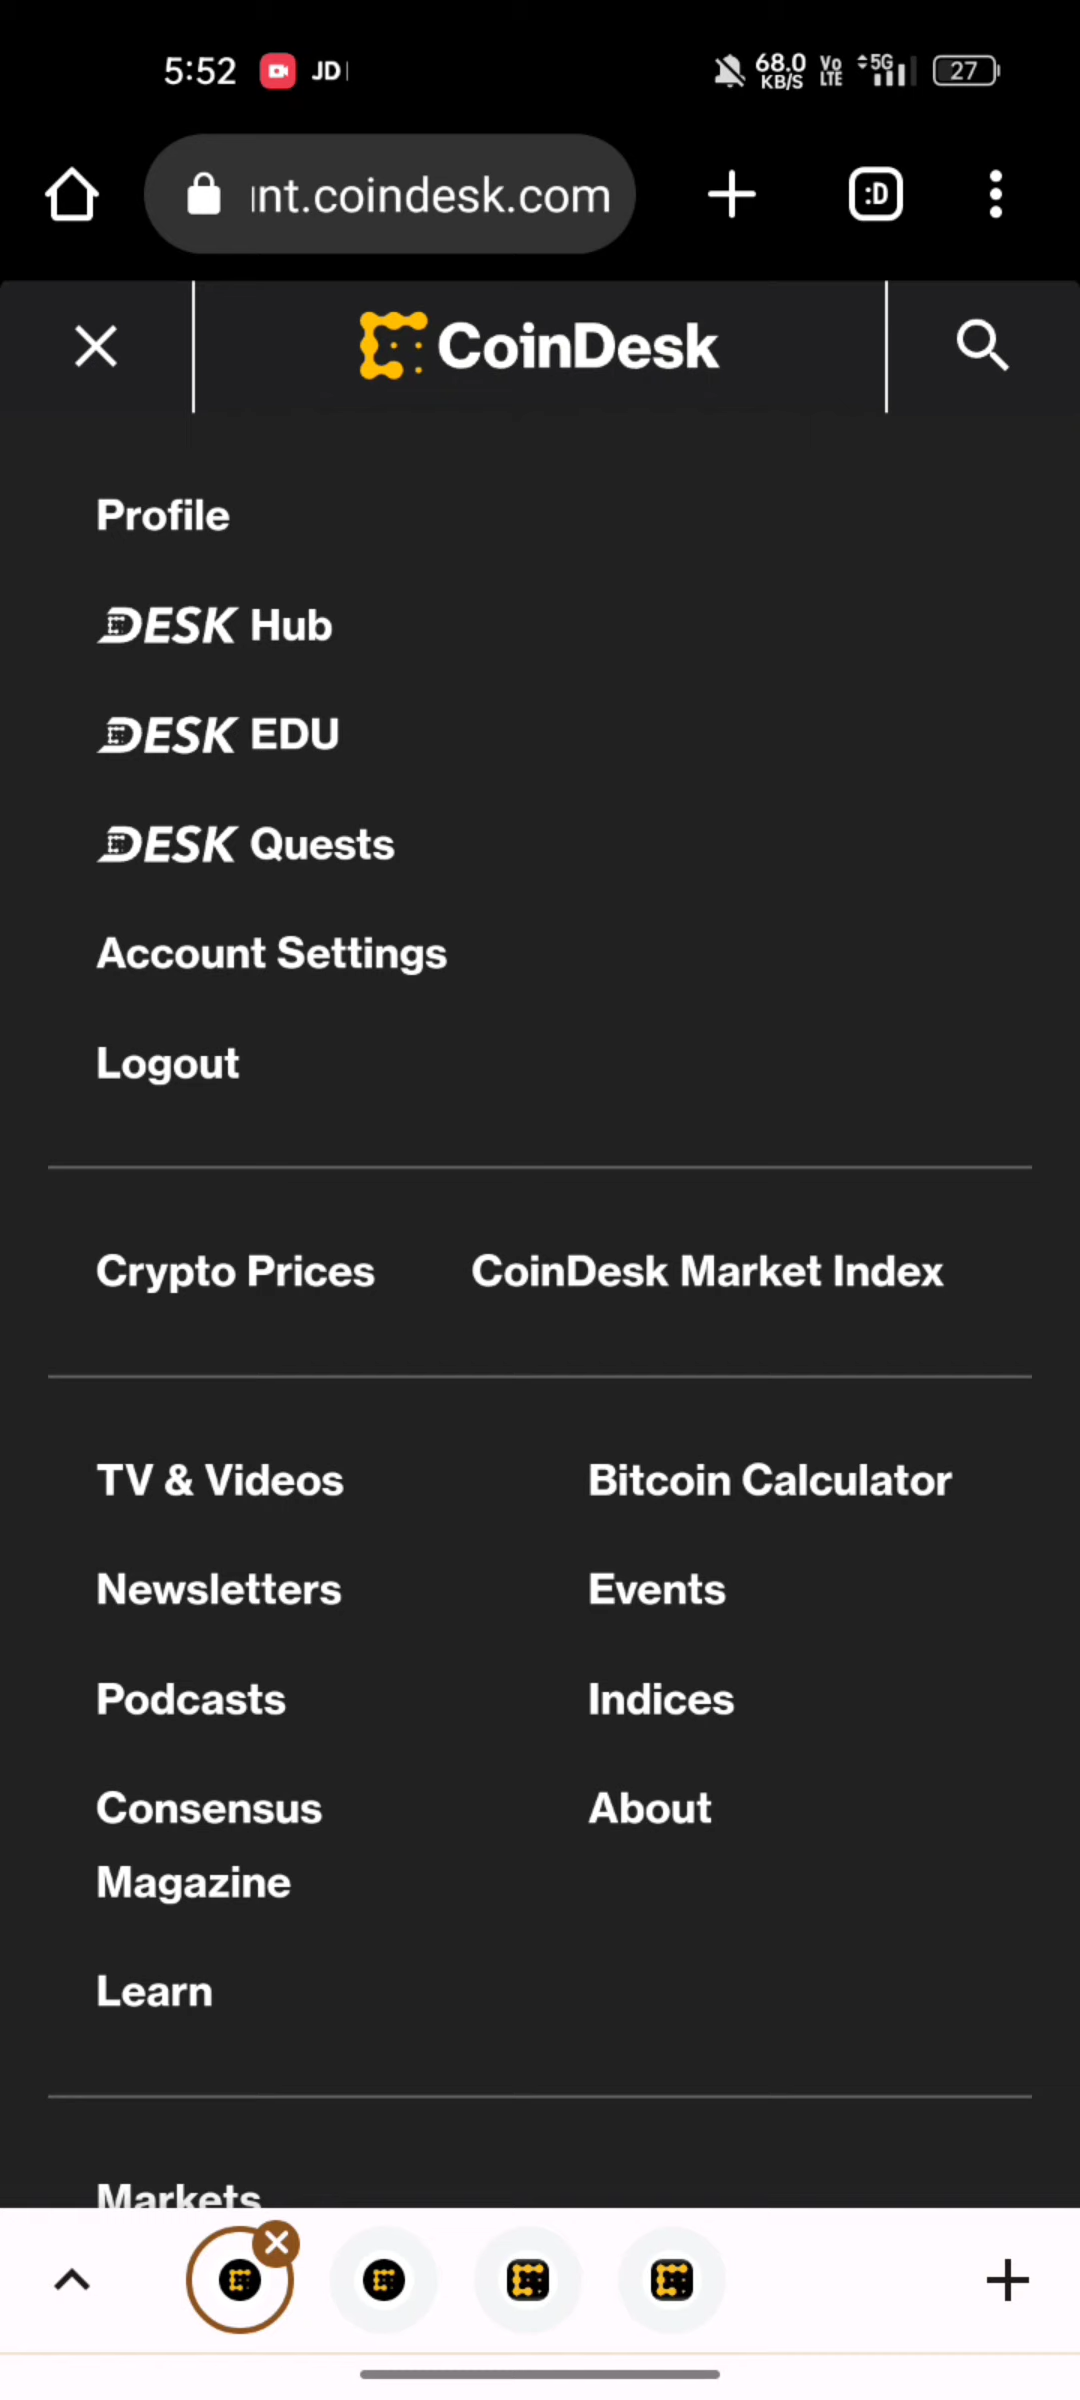 5:52 JD 68.0 KB/S Vo LTE 5G 27
nt.coindesk.com :D
CoinDesk
Profile
DESK Hub
DESK EDU
DESK Quests
Account Settings
Logout
Crypto Prices CoinDesk Market Index
TV & Videos Bitcoin Calculator
Newsletters Events
Podcasts Indices
Consensus About
Magazine
Learn
Markets